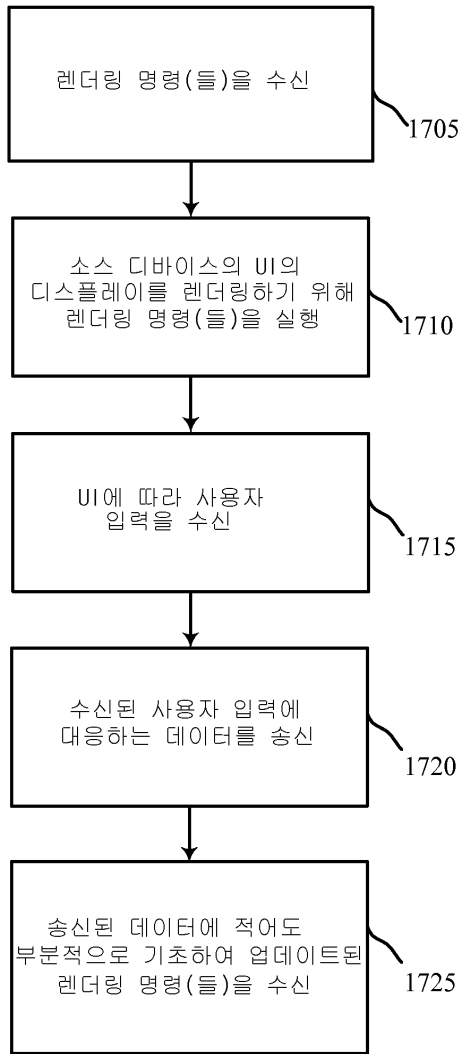 렌더링 명령(들)을 수신
1705
소스 디바이스의 UI의
디스플레이를 렌더링하기 위해
렌더링 명령(들)을 실행
1710
UI에 따라 사용자
입력을 수신
1715
수신된 사용자 입력에
대응하는 데이터를 송신
1720
송신된 데이터에 적어도
부분적으로 기초하여 업데이트된
렌더링 명령(들)을 수신
1725